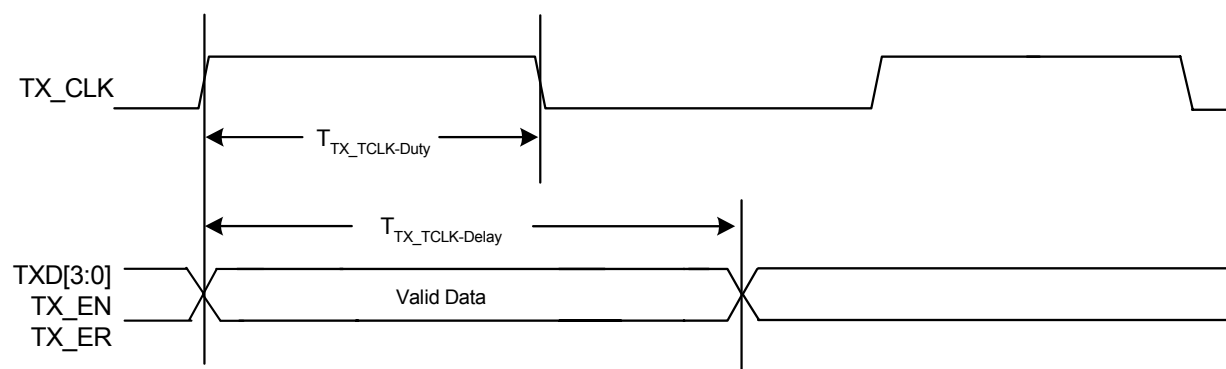 TX_CLK
TTX_TCLK-Duty
TTX_TCLK-Delay
TXD[3:0]
TX_EN
TX_ER
Valid Data